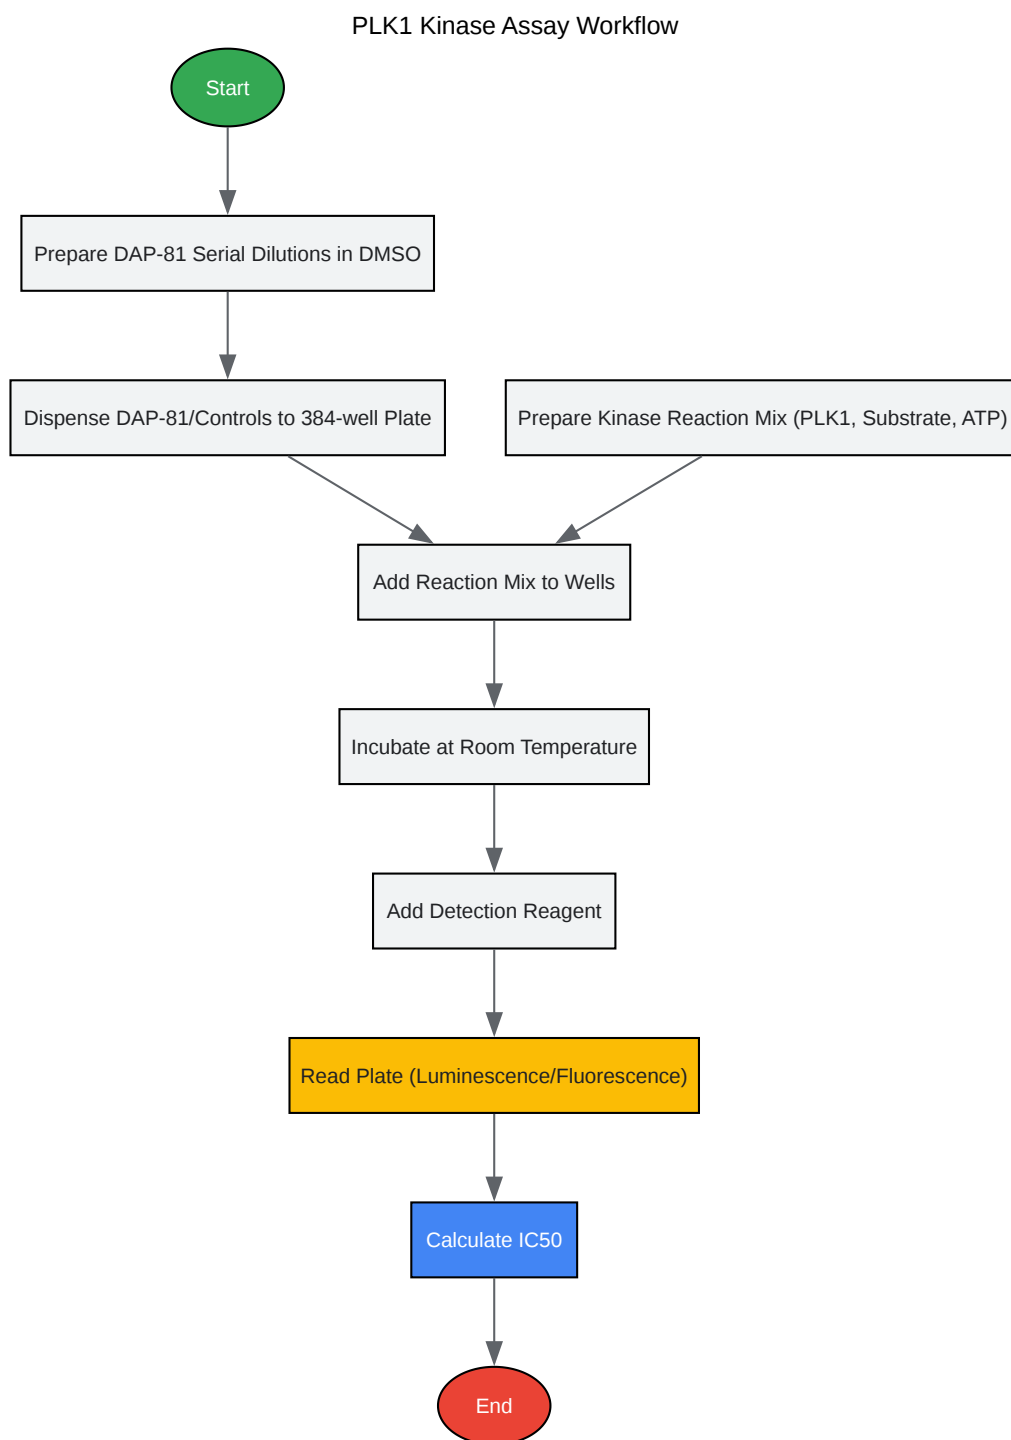 PLK1 Kinase Assay Workflow
Start
Prepare DAP-81 Serial Dilutions in DMSO
Dispense DAP-81/Controls to 384-well Plate
Prepare Kinase Reaction Mix (PLK1, Substrate, ATP)
Add Reaction Mix to Wells
Incubate at Room Temperature
Add Detection Reagent
Read Plate (Luminescence/Fluorescence)
Calculate IC50
End